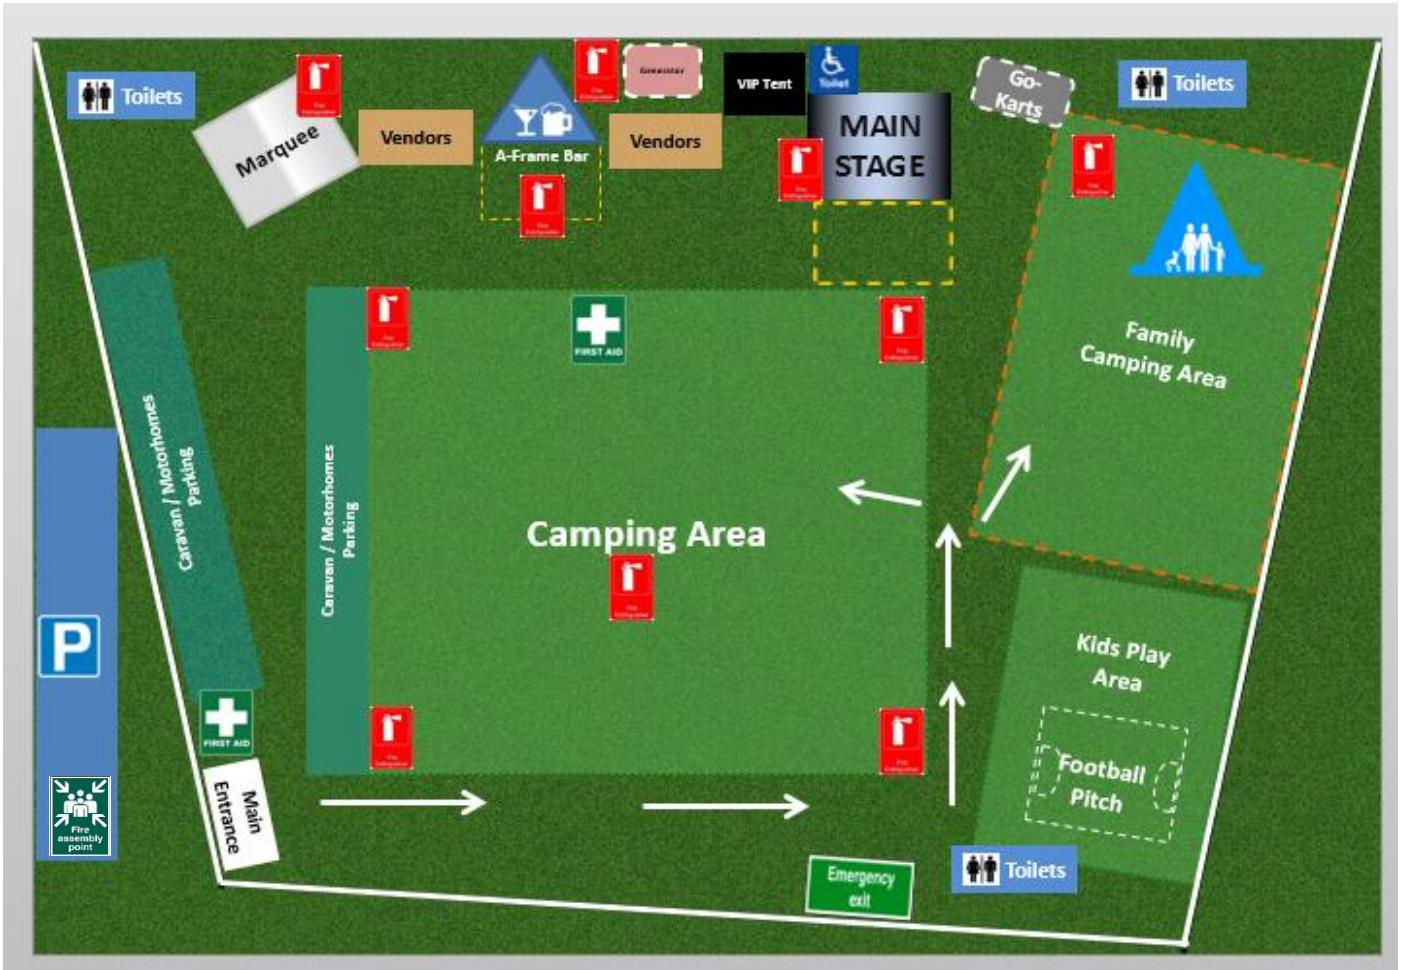 Toilets
Marquee
Vendors
A-Frame Bar
Vendors
VIP Tent
Toilet
MAIN
STAGE
Go-
Karts
Toilets
Family
Camping Area
FIRST AID
Caravan / Motorhomes
Parking
Caravan / Motorhomes
Parking
Camping Area
P
Kids Play
Area
Football
Pitch
FIRST AID
Main
Entrance
Fire
assembly
point
Emergency
exit
Toilets